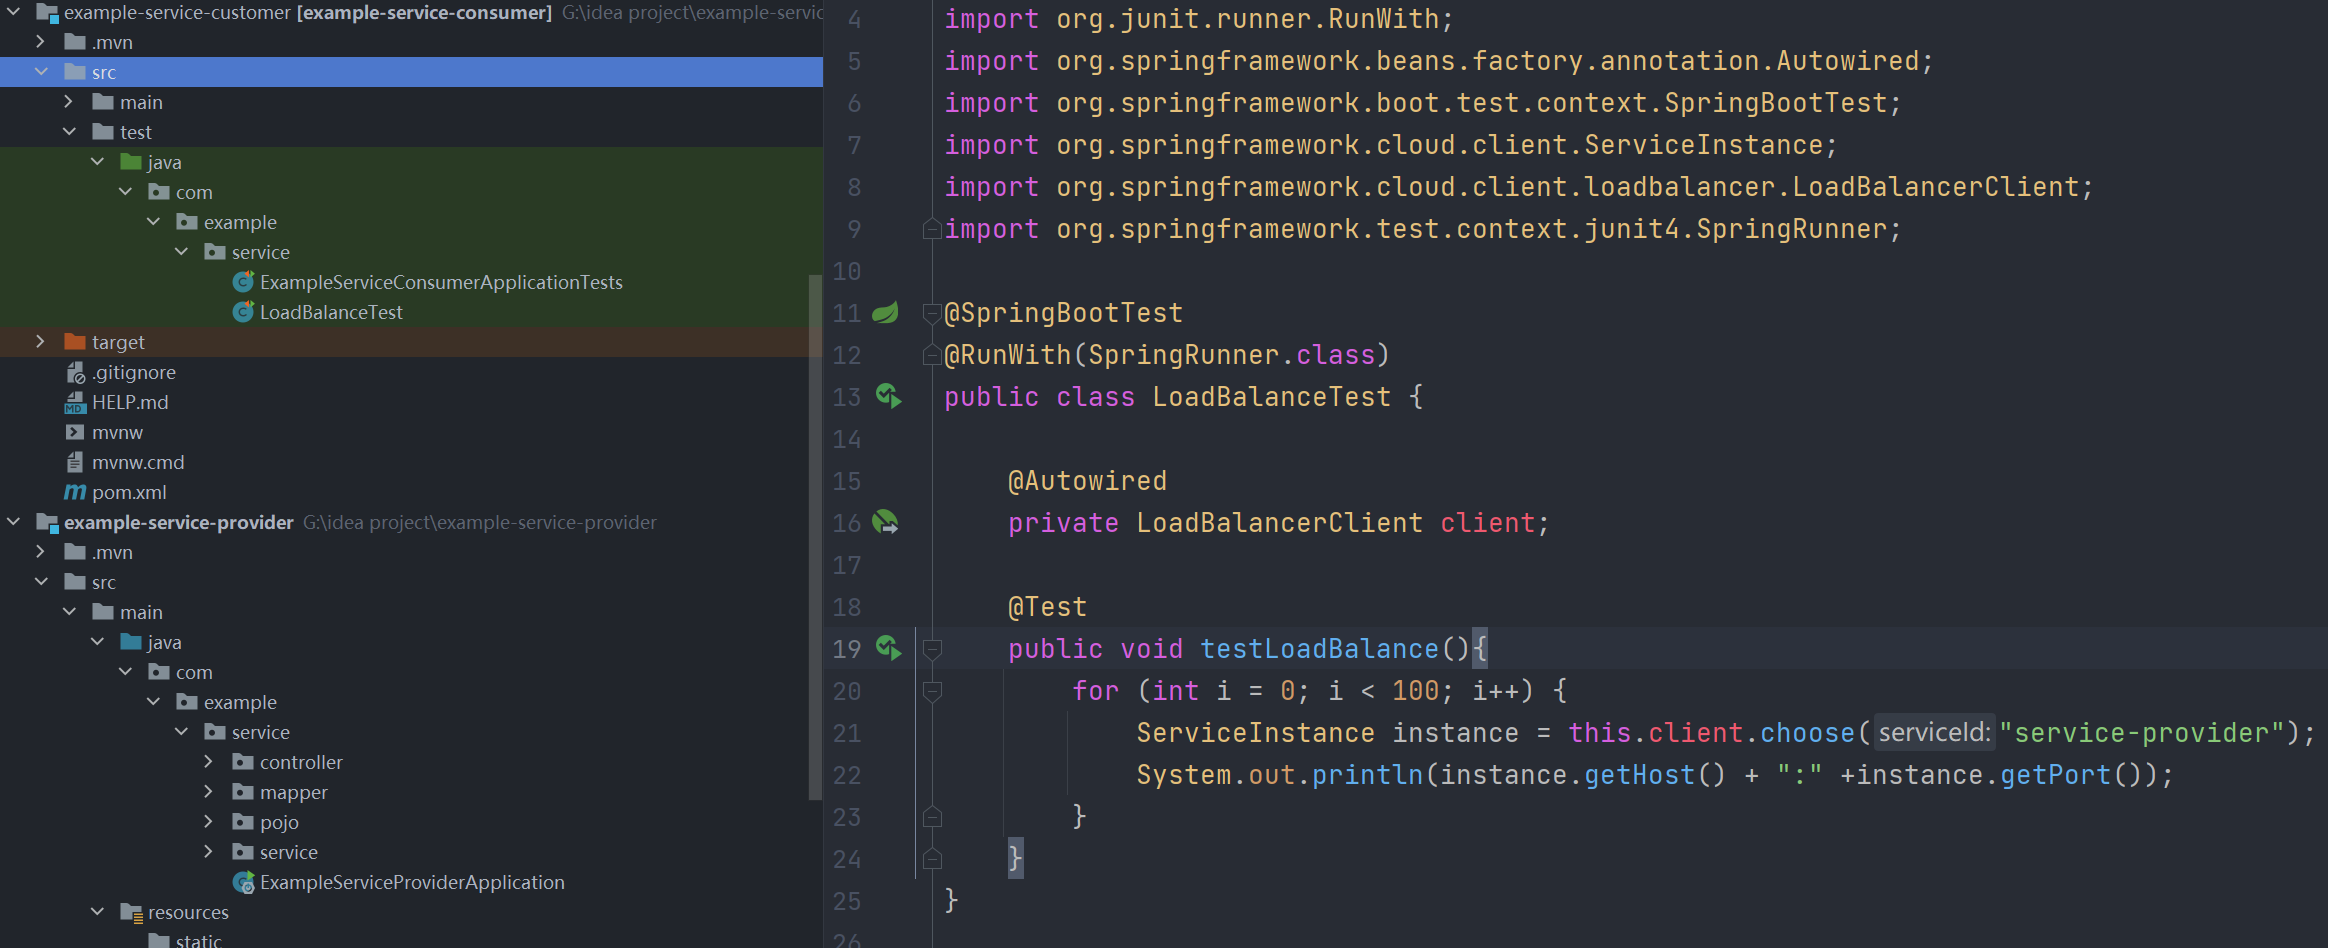 example-service-customer [example-service-consumer] G:\idea project\example-servic
.mvn
src
main
test
java
com
example
service
ExampleServiceConsumerApplicationTests
LoadBalanceTest
target
.gitignore
HELP.md
mvnw
mvnw.cmd
pom.xml
example-service-provider G:\idea project\example-service-provider
.mvn
src
main
java
com
example
service
controller
mapper
pojo
service
ExampleServiceProviderApplication
resources
static
4 import org.junit.runner.RunWith;
5 import org.springframework.beans.factory.annotation.Autowired;
6 import org.springframework.boot.test.context.SpringBootTest;
7 import org.springframework.cloud.client.ServiceInstance;
8 import org.springframework.cloud.client.loadbalancer.LoadBalancerClient;
9 import org.springframework.test.context.junit4.SpringRunner;
10
11 @SpringBootTest
12 @RunWith(SpringRunner.class)
13 public class LoadBalanceTest {
14
15 @Autowired
16 private LoadBalancerClient client;
17
18 @Test
19 public void testLoadBalance(){
20 for (int i = 0; i < 100; i++) {
21 ServiceInstance instance = this.client.choose( serviceId: "service-provider");
22 System.out.println(instance.getHost() + ":" +instance.getPort());
23 }
24 }
25 }
26